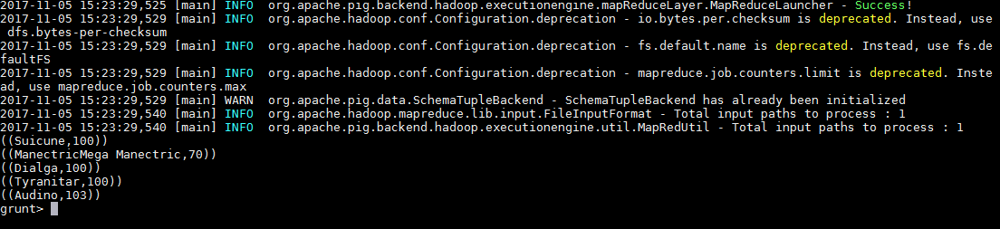 2017-11-05 15:23:29,525 [main] INFO  org.apache.pig.backend.hadoop.executionengine.mapReduceLayer.MapReduceLauncher - Success!
2017-11-05 15:23:29,529 [main] INFO  org.apache.hadoop.conf.Configuration.deprecation - io.bytes.per.checksum is deprecated. Instead, use
 dfs.bytes-per-checksum
2017-11-05 15:23:29,529 [main] INFO  org.apache.hadoop.conf.Configuration.deprecation - fs.default.name is deprecated. Instead, use fs.de
faultFS
2017-11-05 15:23:29,529 [main] INFO  org.apache.hadoop.conf.Configuration.deprecation - mapreduce.job.counters.limit is deprecated. Inste
ad, use mapreduce.job.counters.max
2017-11-05 15:23:29,529 [main] WARN  org.apache.pig.data.SchemaTupleBackend - SchemaTupleBackend has already been initialized
2017-11-05 15:23:29,540 [main] INFO  org.apache.hadoop.mapreduce.lib.input.FileInputFormat - Total input paths to process : 1
2017-11-05 15:23:29,540 [main] INFO  org.apache.pig.backend.hadoop.executionengine.util.MapRedUtil - Total input paths to process : 1
((Suicune,100))
((ManectricMega Manectric,70))
((Dialga,100))
((Tyranitar,100))
((Audino,103))
grunt>